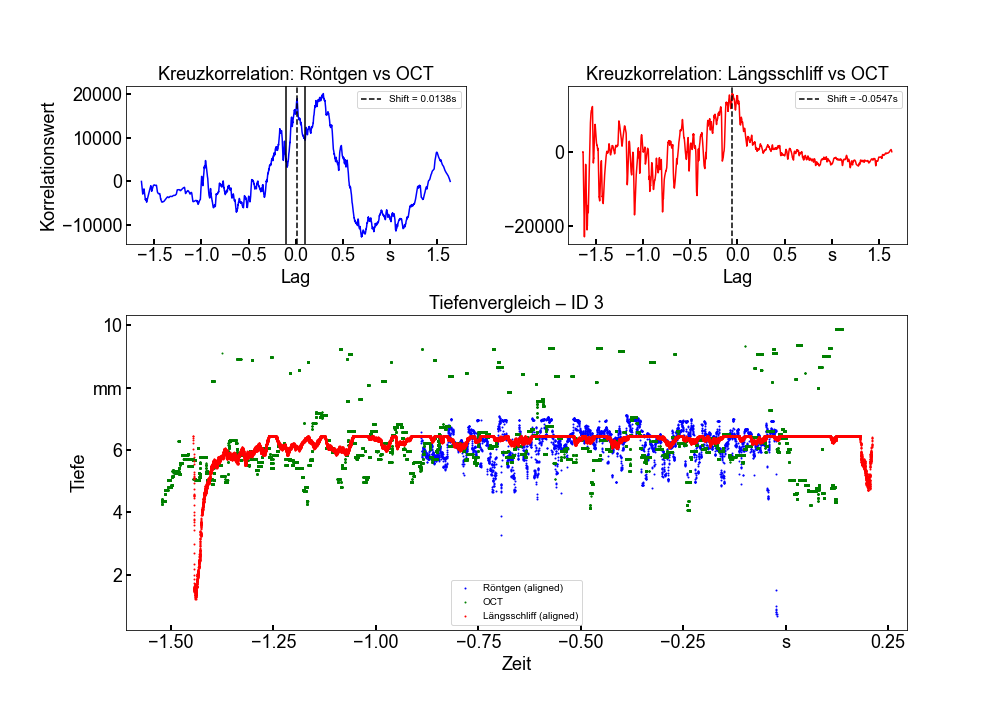 Kreuzkorrelation: Röntgen vs OCT
Kreuzkorrelation: Längsschliff vs OCT
Korrelationswert
20000
10000
0
−10000
Shift = 0.0138s
−1.5 −1.0 −0.5 0.0 0.5 s 1.5
Lag
0
−20000
Shift = -0.0547s
−1.5 −1.0 −0.5 0.0 0.5 s 1.5
Lag
Tiefenvergleich – ID 3
Tiefe
10
mm
6
4
2
Röntgen (aligned)
OCT
Längsschliff (aligned)
−1.50 −1.25 −1.00 −0.75 −0.50 −0.25 s 0.25
Zeit